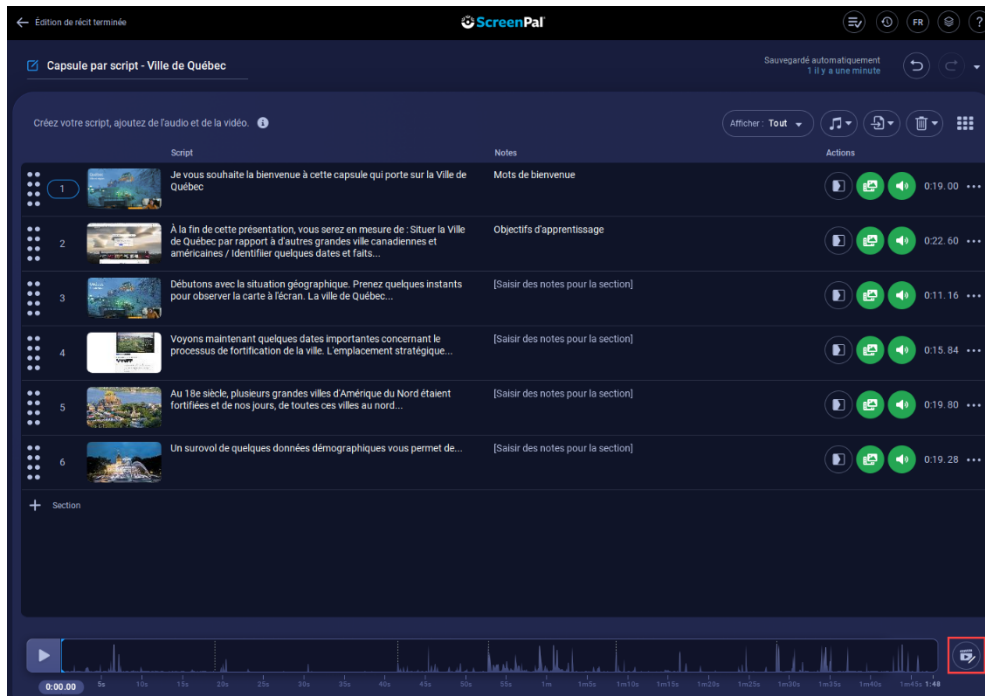 Édition de récit terminée
ScreenPal
FR
?
Capsule par script - Ville de Québec
Sauvegardé automatiquement
1 il y a une minute
Créez votre script, ajoutez de l'audio et de la vidéo.
Afficher : Tout
Script
Notes
Actions
1
Je vous souhaite la bienvenue à cette capsule qui porte sur la Ville de
Québec
Mots de bienvenue
0:19.00
2
À la fin de cette présentation, vous serez en mesure de : Situer la Ville
de Québec par rapport à d'autres grandes ville canadiennes et
américaines / Identifiier quelques dates et faits...
Objectifs d'apprentissage
0:22.60
3
Débutons avec la situation géographique. Prenez quelques instants
pour observer la carte à l'écran. La ville de Québec...
[Saisir des notes pour la section]
0:11.16
4
Voyons maintenant quelques dates importantes concernant le
processus de fortification de la ville. L'emplacement stratégique...
[Saisir des notes pour la section]
0:15.84
5
Au 18e siècle, plusieurs grandes villes d'Amérique du Nord étaient
fortifiées et de nos jours, de toutes ces villes au nord...
[Saisir des notes pour la section]
0:19.80
6
Un survol de quelques données démographiques vous permet de...
[Saisir des notes pour la section]
0:19.28
Section
0:00.00 5s 10s 15s 20s 25s 30s 35s 40s 45s 50s 55s 1m 1m5s 1m10s 1m15s 1m20s 1m25s 1m30s 1m35s 1m40s 1m45s 1:48